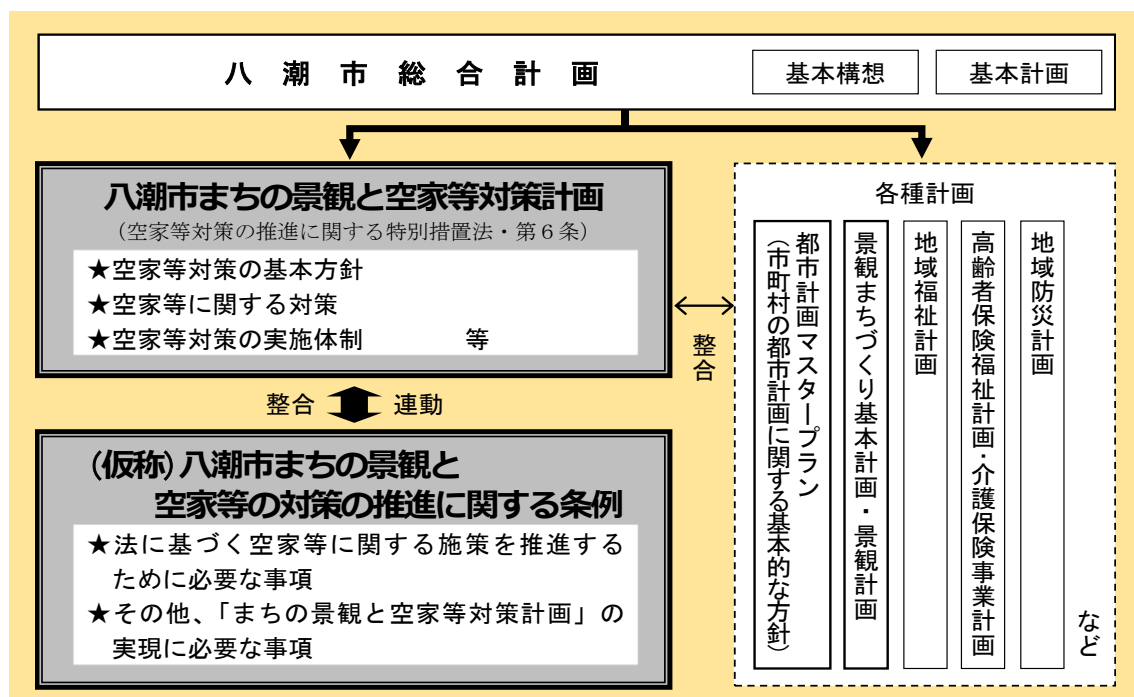 八潮市総合計画
基本構想
基本計画
八潮市まちの景観と空家等対策計画
（空家等対策の推進に関する特別措置法・第６条）
★空家等対策の基本方針
★空家等に関する対策
★空家等対策の実施体制　　　　等
整合
連動
(仮称)八潮市まちの景観と
空家等の対策の推進に関する条例
★法に基づく空家等に関する施策を推進する
ために必要な事項
★その他、「まちの景観と空家等対策計画」の
実現に必要な事項
整合
各種計画
都市計画マスタープラン
（市町村の都市計画に関する基本的な方針）
景観まちづくり基本計画・景観計画
地域福祉計画
高齢者保険福祉計画・介護保険事業計画
地域防災計画
など